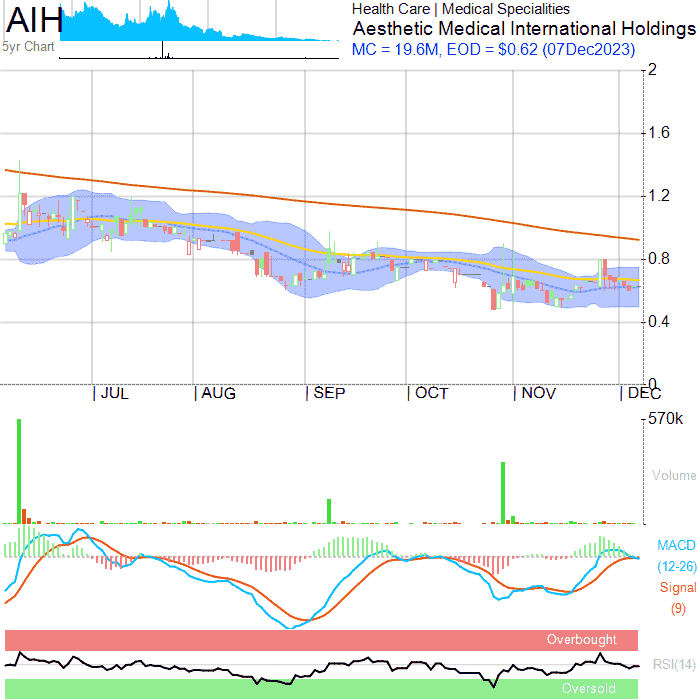 AIH
5yr Chart
Health Care | Medical Specialities
Aesthetic Medical International Holdings
MC = 19.6M, EOD = $0.62 (07Dec2023)
2
1.6
1.2
0.8
0.4
0
JUL AUG SEP OCT NOV DEC
570k
Volume
MACD
(12-26)
Signal
(9)
Overbought
RSI(14)
Oversold